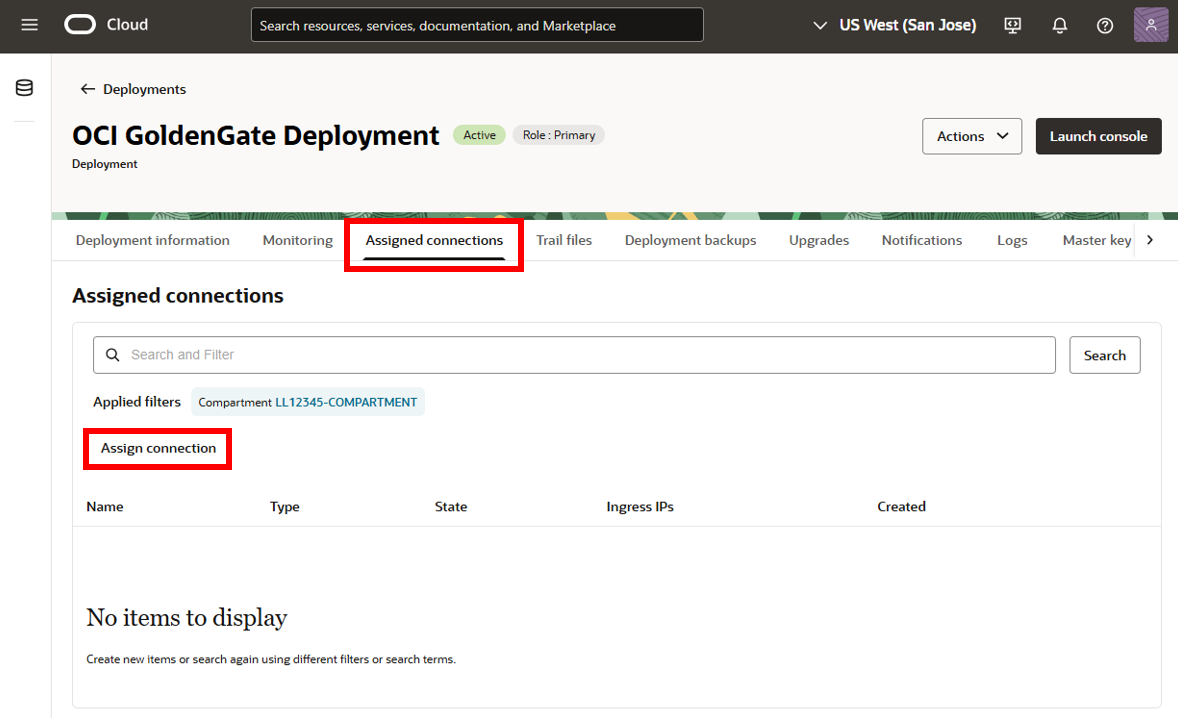 Cloud
Search resources, services, documentation, and Marketplace
US West (San Jose)
Deployments
OCI GoldenGate Deployment
Active
Role : Primary
Deployment
Actions
Launch console
Deployment information
Monitoring
Assigned connections
Trail files
Deployment backups
Upgrades
Notifications
Logs
Master key
Assigned connections
Search and Filter
Search
Applied filters
Compartment LL12345-COMPARTMENT
Assign connection
Name
Type
State
Ingress IPs
Created
No items to display
Create new items or search again using different filters or search terms.